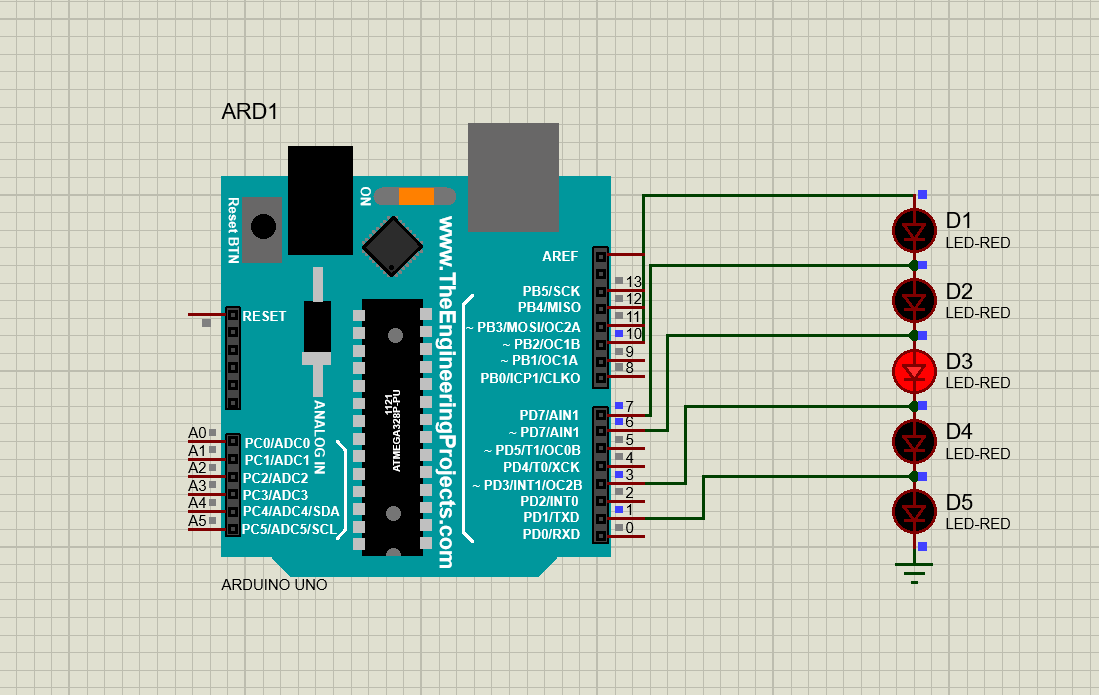 ARD1
ON
Reset BTN
www.TheEngineeringProjects.com
AREF
13
PB5/SCK
12
PB4/MISO
11
~ PB3/MOSI/OC2A
10
~ PB2/OC1B
9
~ PB1/OC1A
8
PB0/ICP1/CLKO
7
PD7/AIN1
6
~ PD7/AIN1
5
~ PD5/T1/OC0B
4
PD4/T0/XCK
3
~ PD3/INT1/OC2B
2
PD2/INT0
1
PD1/TXD
0
PD0/RXD
RESET
1121
ATMEGA328P-PU
ANALOG IN
A0
PC0/ADC0
A1
PC1/ADC1
A2
PC2/ADC2
A3
PC3/ADC3
A4
PC4/ADC4/SDA
A5
PC5/ADC5/SCL
ARDUINO UNO
D1
LED-RED
D2
LED-RED
D3
LED-RED
D4
LED-RED
D5
LED-RED